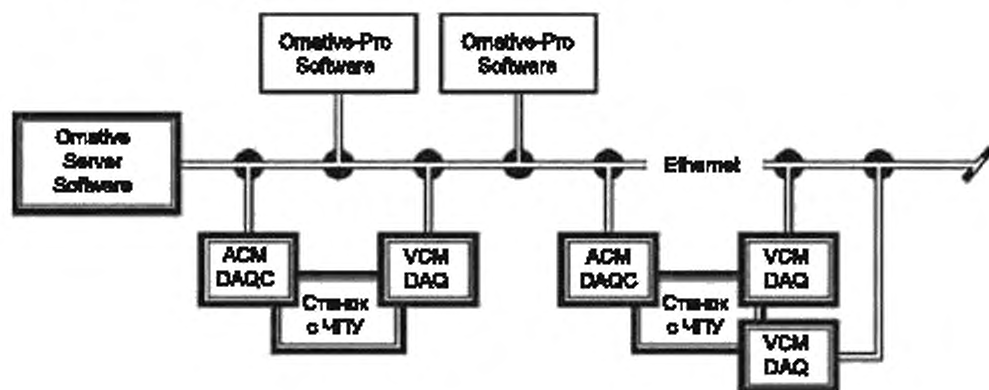 Omative-Pro
Software
Omative-Pro
Software
Omative
Server
Software
Ethernet
ACM
DAQC
VCM
DAQ
Станок
с ЧПУ
ACM
DAQC
VCM
DAQ
Станок
с ЧПУ
VCM
DAQ